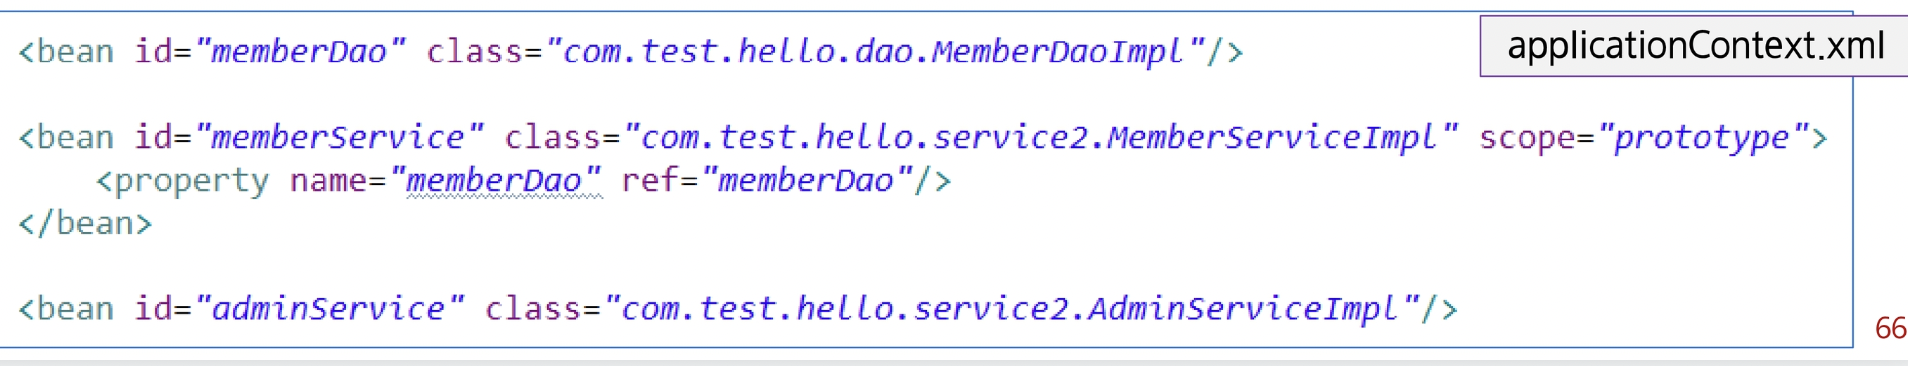 <bean id="memberDao" class="com.test.hello.dao.MemberDaoImpl"/>
applicationContext.xml
<bean id="memberService" class="com.test.hello.service2.MemberServiceImpl" scope="prototype">
<property name="memberDao" ref="memberDao"/>
</bean>
<bean id="adminService" class="com.test.hello.service2.AdminServiceImpl"/>
66